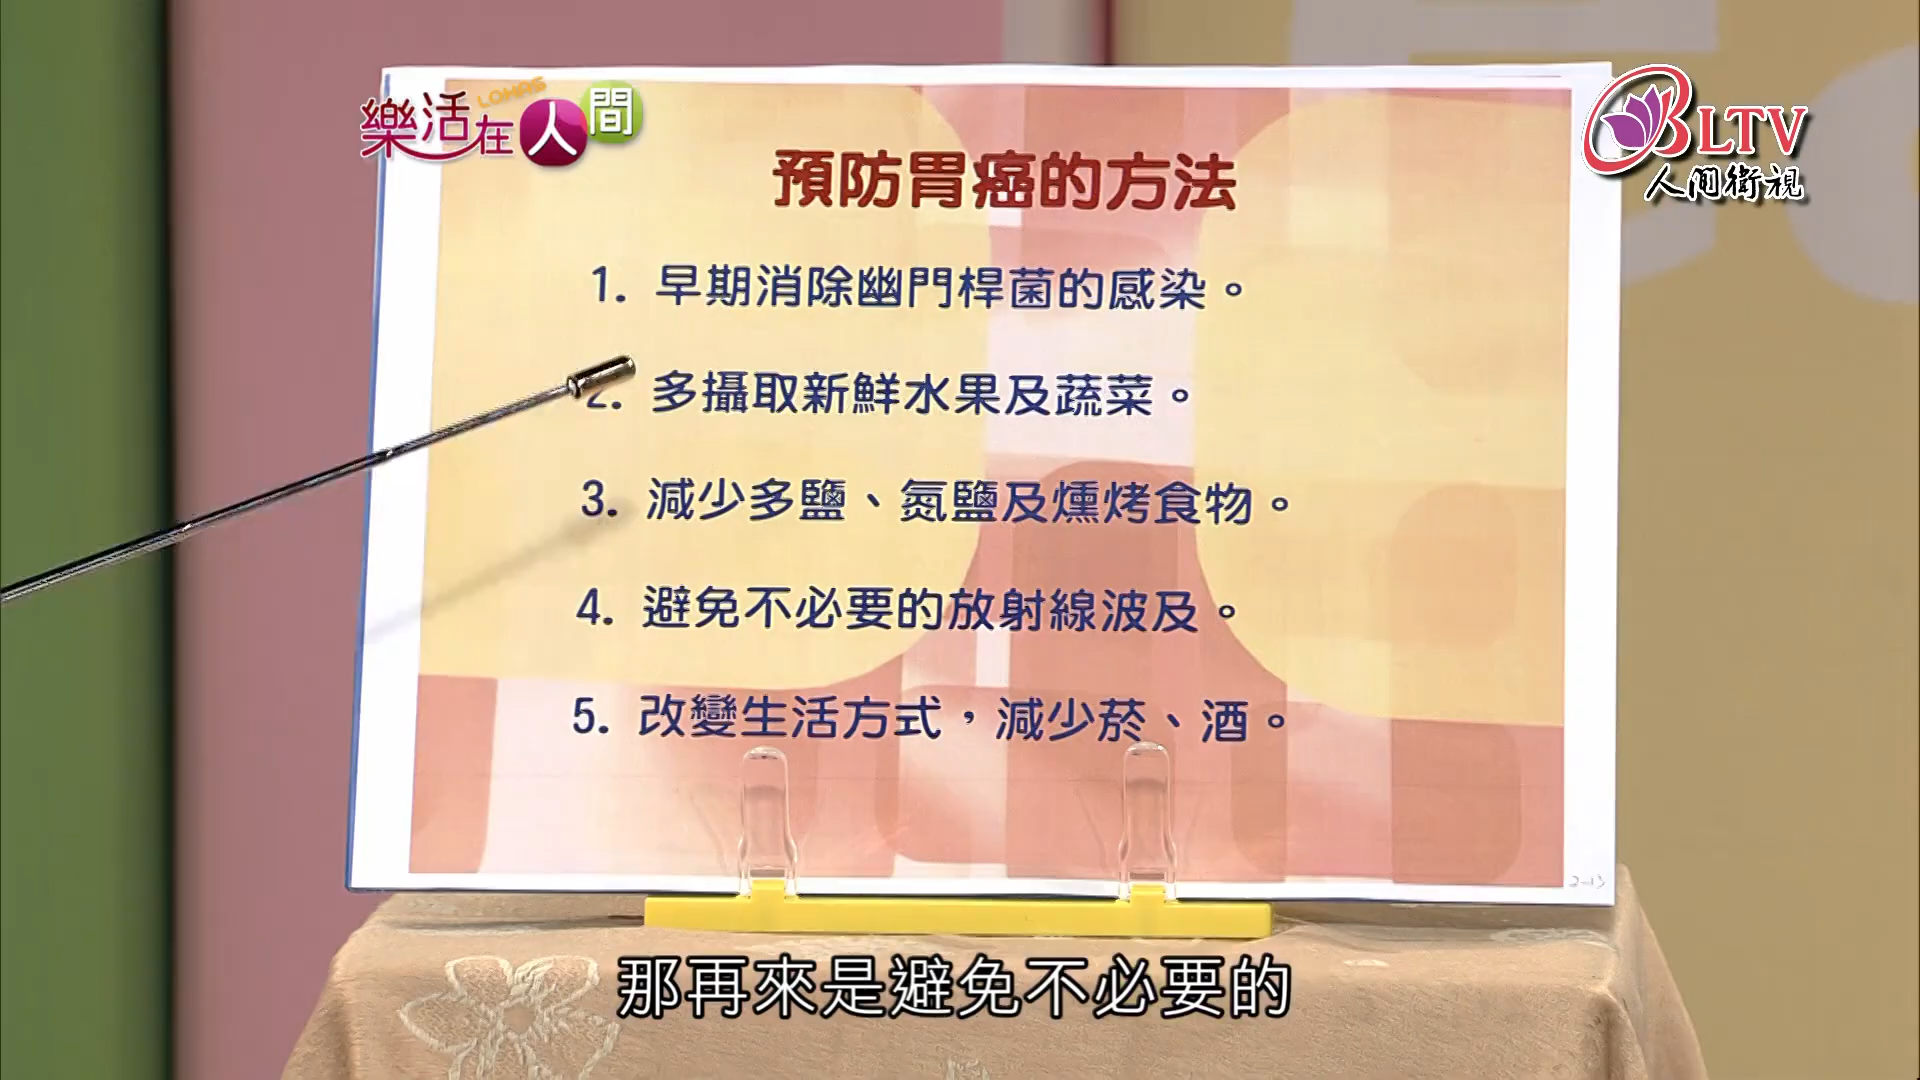 樂活在人間
LOHAS
BLTV
人間衛視
預防胃癌的方法
1. 早期消除幽門桿菌的感染。
2. 多攝取新鮮水果及蔬菜。
3. 減少多鹽、氮鹽及燻烤食物。
4. 避免不必要的放射線波及。
5. 改變生活方式，減少菸、酒。
2-13
那再來是避免不必要的